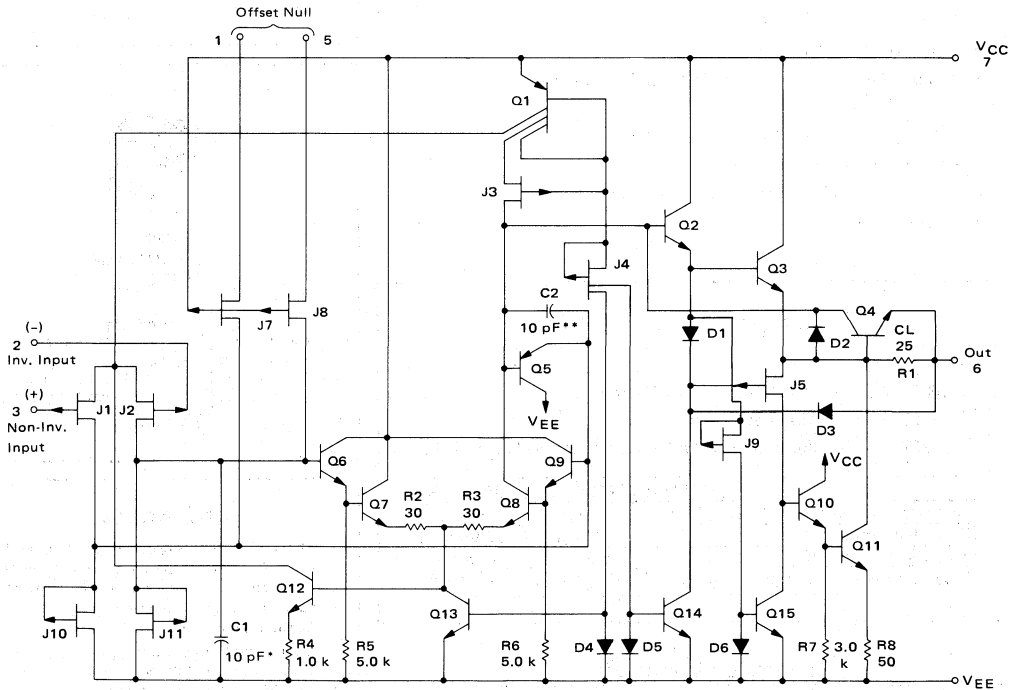 Offset Null
1
5
VCC
7
Q1
J3
Q2
J4
Q3
C2
10 pF**
Q4
CL
25
R1
D1
D2
Out
6
(-)
2
Inv. Input
J7
J8
Q5
VEE
J5
D3
(+)
3
Non-Inv.
Input
J1
J2
J9
Q6
Q9
VCC
Q7
R2
30
R3
30
Q8
Q10
Q11
Q12
Q13
Q14
Q15
J10
J11
C1
10 pF*
R4
1.0 k
R5
5.0 k
R6
5.0 k
D4
D5
D6
R7
3.0
k
R8
50
VEE